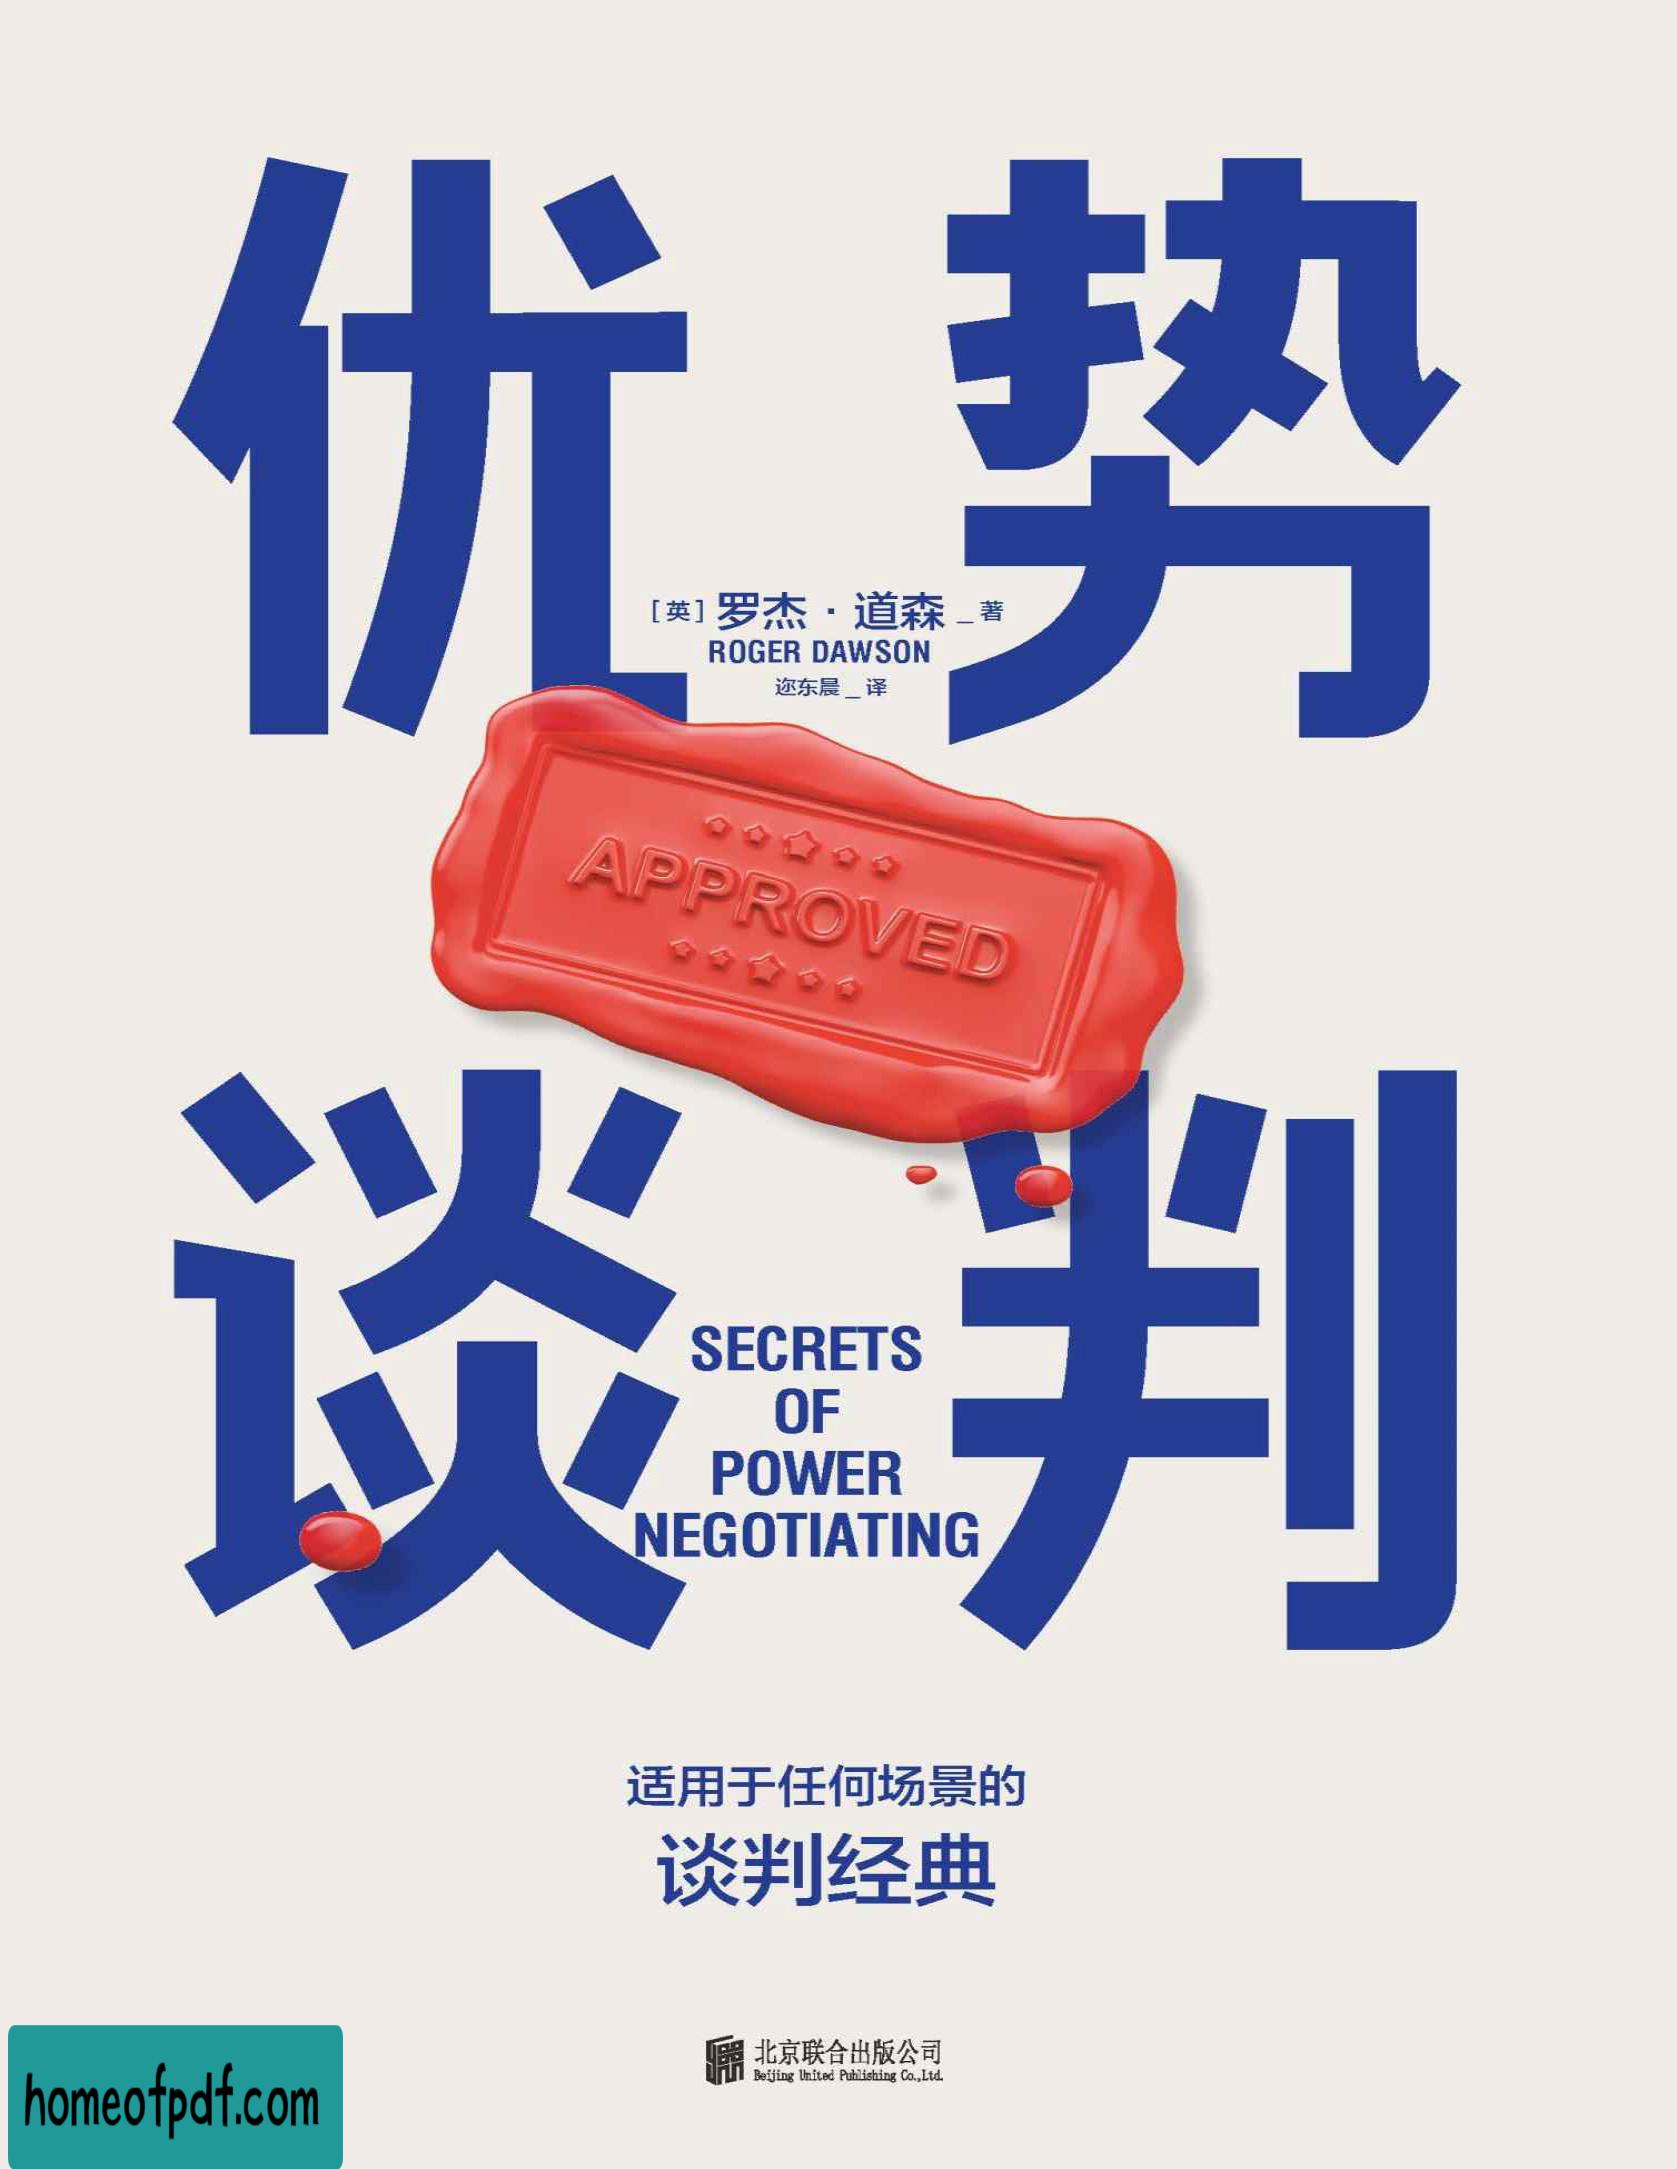 优势
[英] 罗杰·道森_著
ROGER DAWSON
迩东晨_译
APPROVED
谈判
SECRETS
OF
POWER
NEGOTIATING
适用于任何场景的
谈判经典
北京联合出版公司
Beijing United Publishing Co.,Ltd.
homeofpdf.com